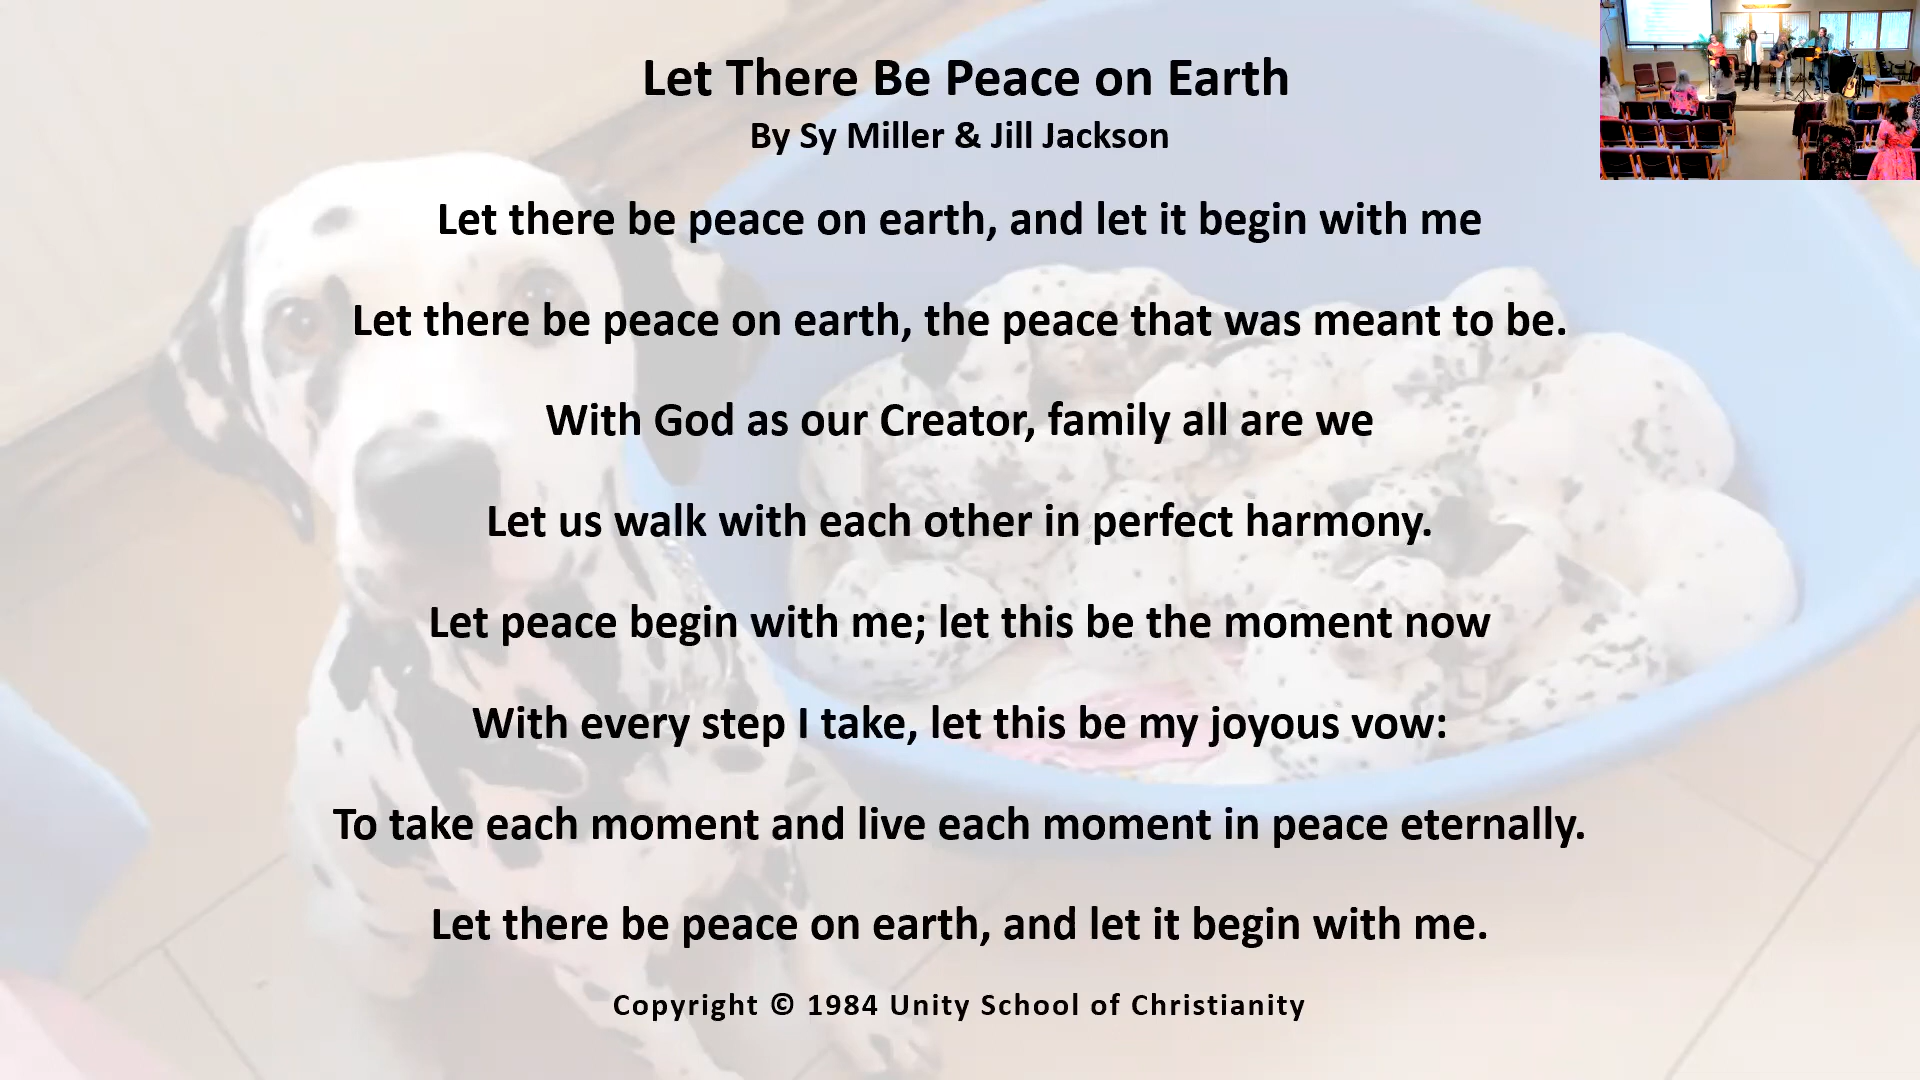 Let There Be Peace on Earth
By Sy Miller & Jill Jackson
Let there be peace on earth, and let it begin with me
Let there be peace on earth, the peace that was meant to be.
With God as our Creator, family all are we
Let us walk with each other in perfect harmony.
Let peace begin with me; let this be the moment now
With every step I take, let this be my joyous vow:
To take each moment and live each moment in peace eternally.
Let there be peace on earth, and let it begin with me.
Copyright © 1984 Unity School of Christianity